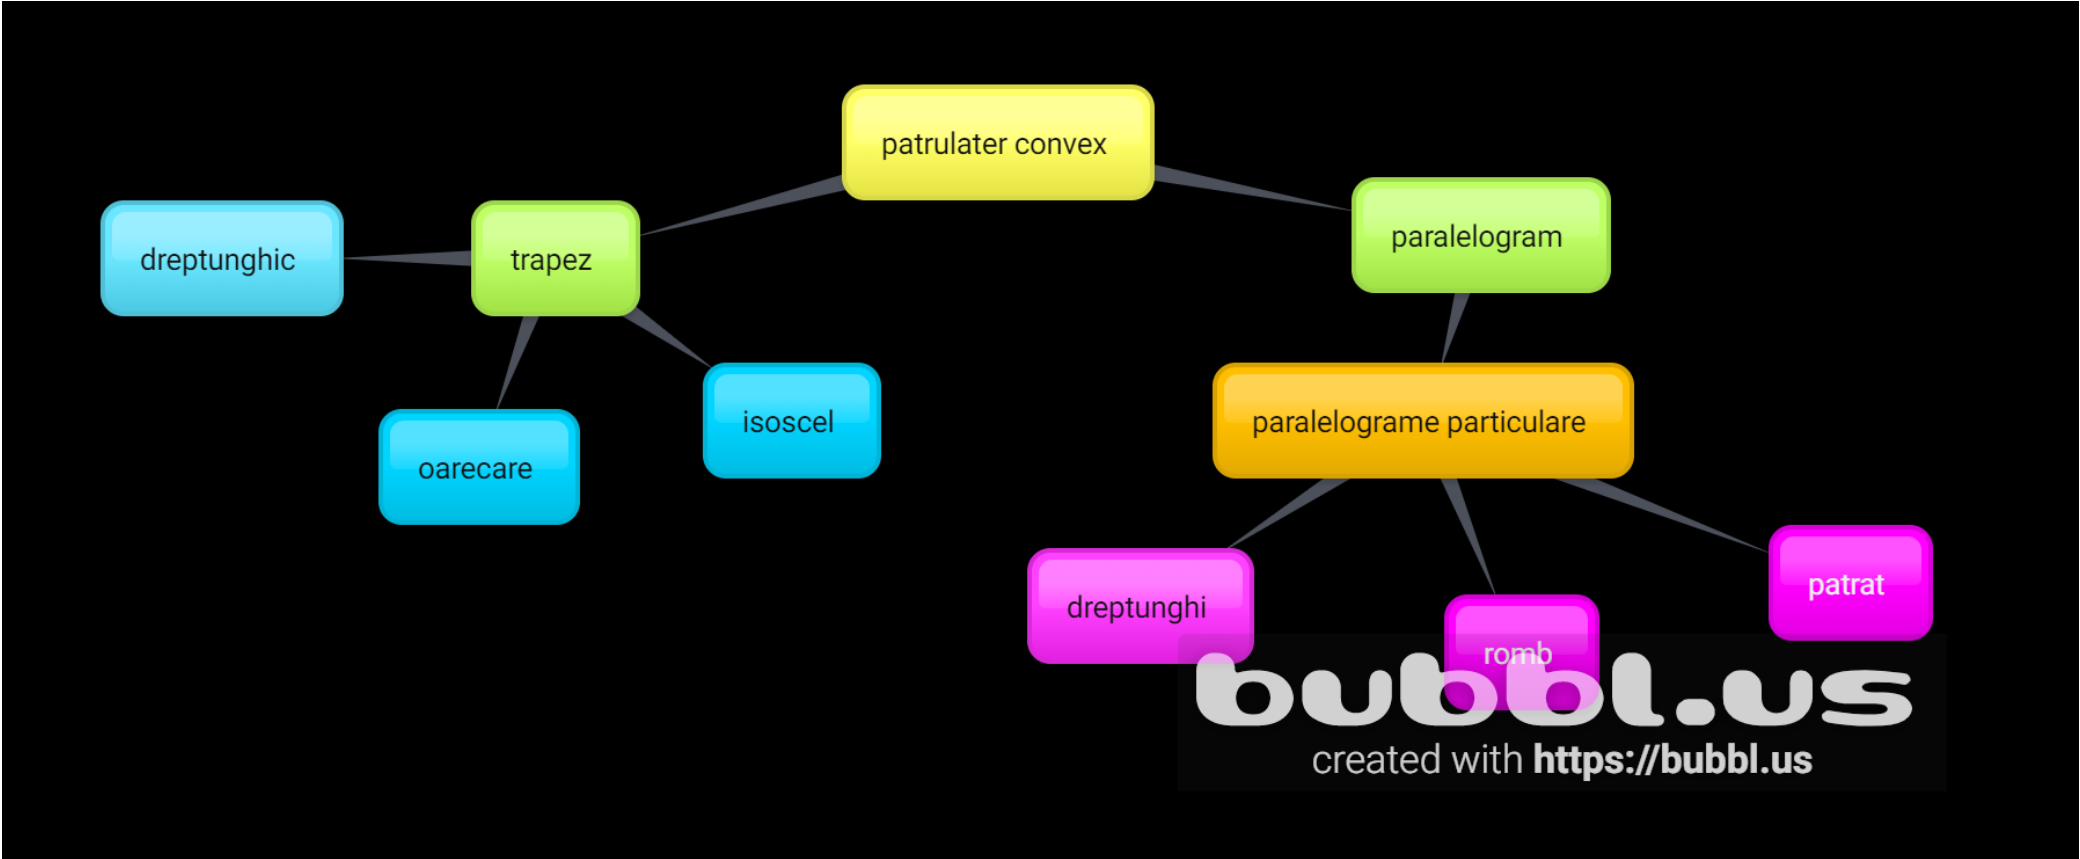 patrulater convex
paralelogram
dreptunghic
trapez
isoscel
paralelograme particulare
oarecare
patrat
dreptunghi
romb
bubbl.us
created with https://bubbl.us